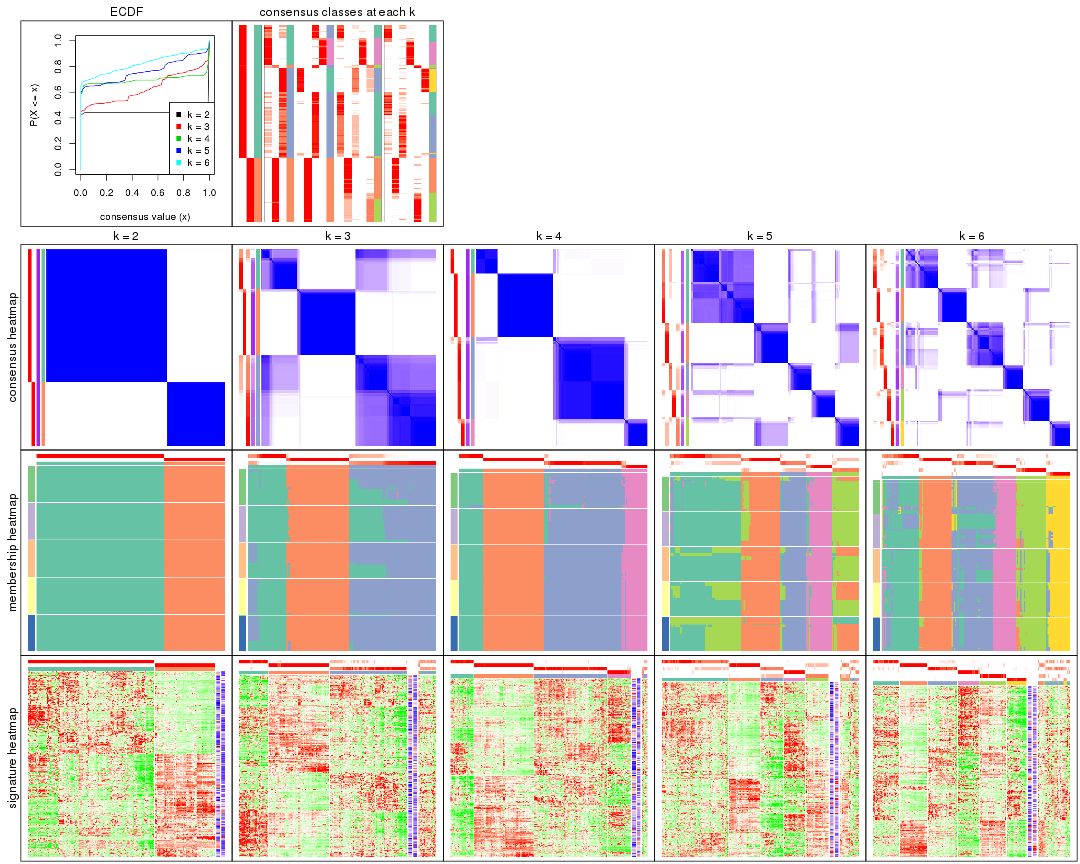 ECDF
consensus classes at each k
P(X <= x)
0.0
0.2
0.4
0.6
0.8
1.0
k = 2
k = 3
k = 4
k = 5
k = 6
0.0 0.2 0.4 0.6 0.8 1.0
consensus value (x)
k = 2
k = 3
k = 4
k = 5
k = 6
consensus heatmap
membership heatmap
signature heatmap